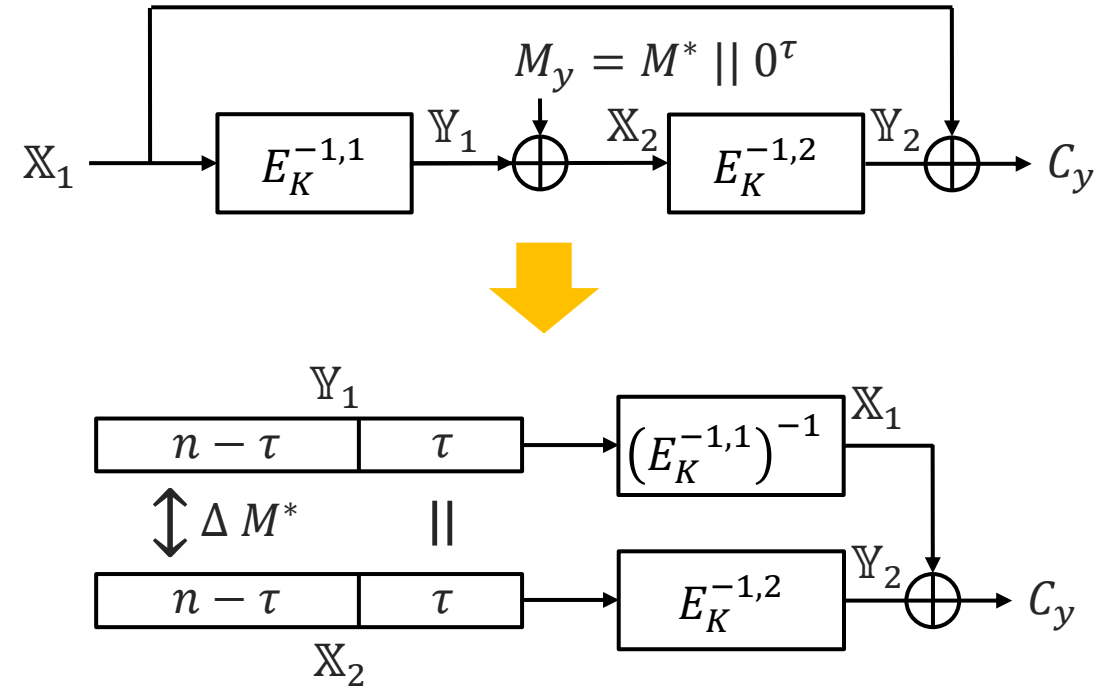 M_y = M^* || 0^τ
𝕏_1 E_K^{-1,1} 𝕐_1 𝕏_2 E_K^{-1,2} 𝕐_2 C_y
𝕐_1
n − τ τ (E_K^{-1,1})^{-1} 𝕏_1
Δ M^* ||
n − τ τ E_K^{-1,2} 𝕐_2 C_y
𝕏_2